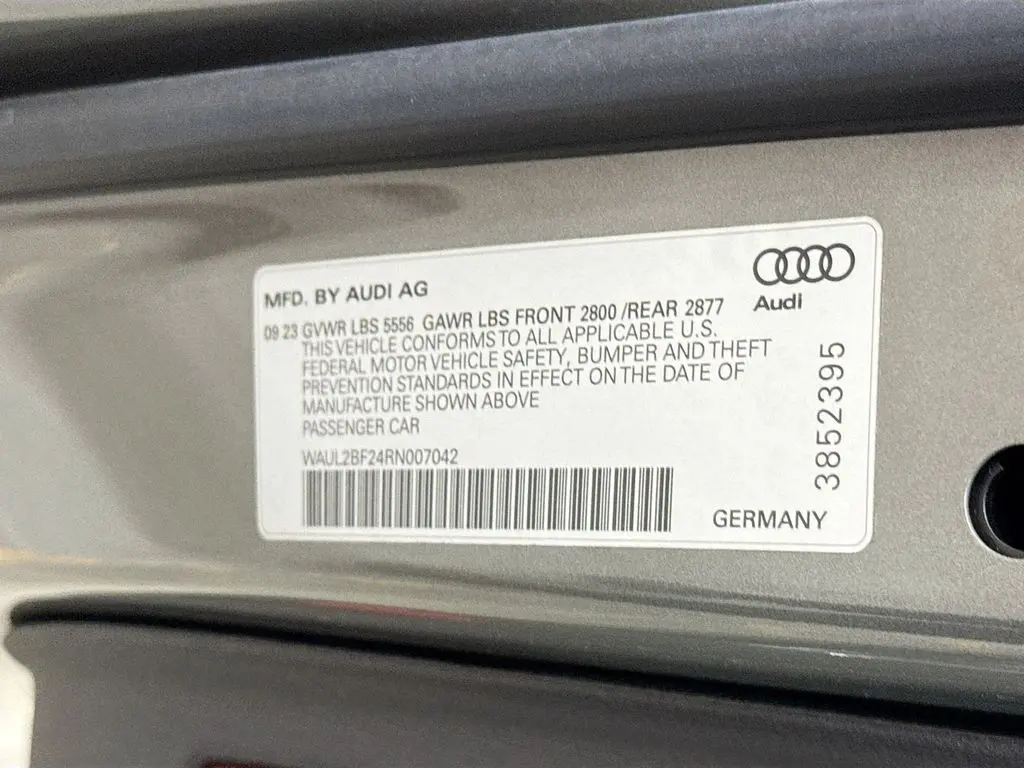 MFD. BY AUDI AG
Audi
09 23 GVWR LBS 5556 GAWR LBS FRONT 2800 /REAR 2877
THIS VEHICLE CONFORMS TO ALL APPLICABLE U.S.
FEDERAL MOTOR VEHICLE SAFETY, BUMPER AND THEFT
PREVENTION STANDARDS IN EFFECT ON THE DATE OF
MANUFACTURE SHOWN ABOVE
PASSENGER CAR
WAUL2BF24RN007042
3852395
GERMANY